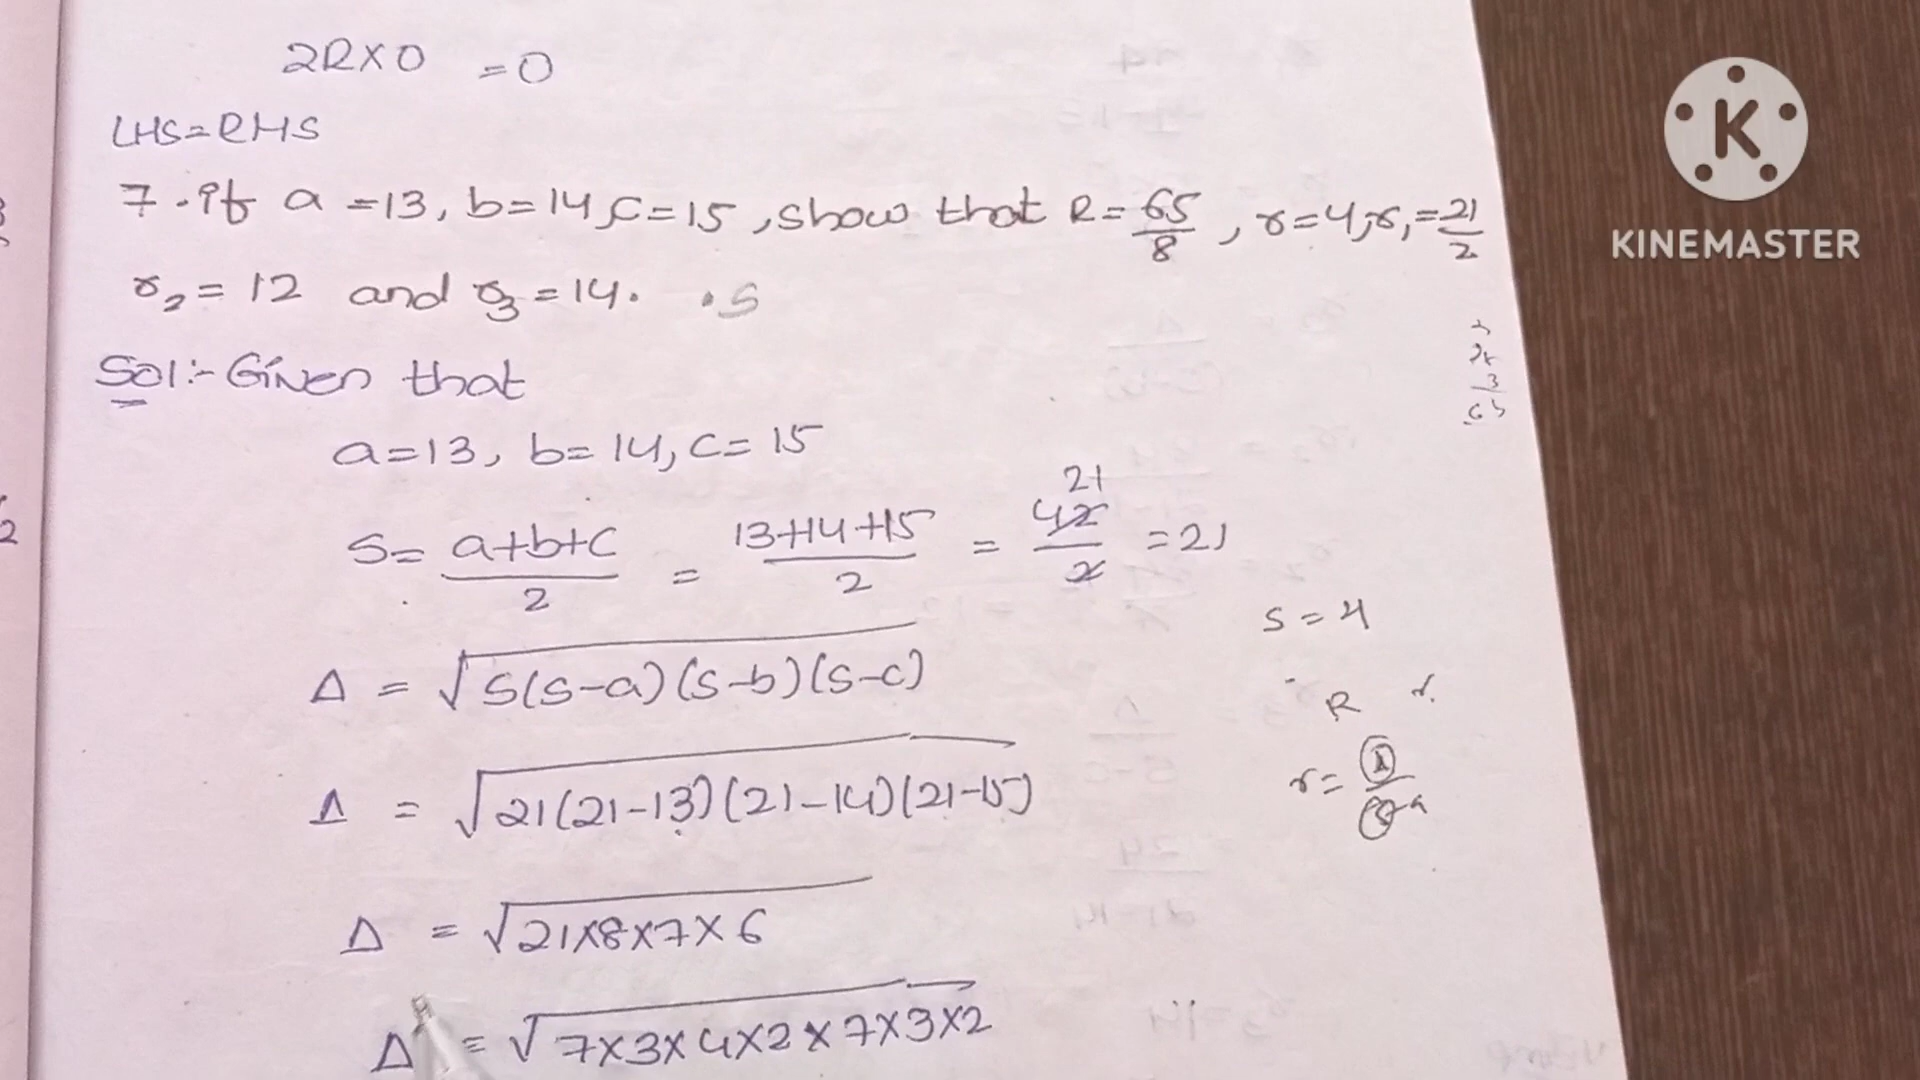 2R×0 = 0
LHS=RHS
7. if a =13, b=14, c=15, show that R=65/8, r=4, r₁=21/2
r₂=12 and r₃=14. .S
Sol:- Given that
a=13, b=14, c=15
S= a+b+c/2 = 13+14+15/2 = 42/2 21 =21
Δ = √S(s-a)(s-b)(s-c)
Δ = √21(21-13)(21-14)(21-15)
Δ = √21×8×7×6
Δ = √7×3×4×2×7×3×2
65
R r
K
KINEMASTER